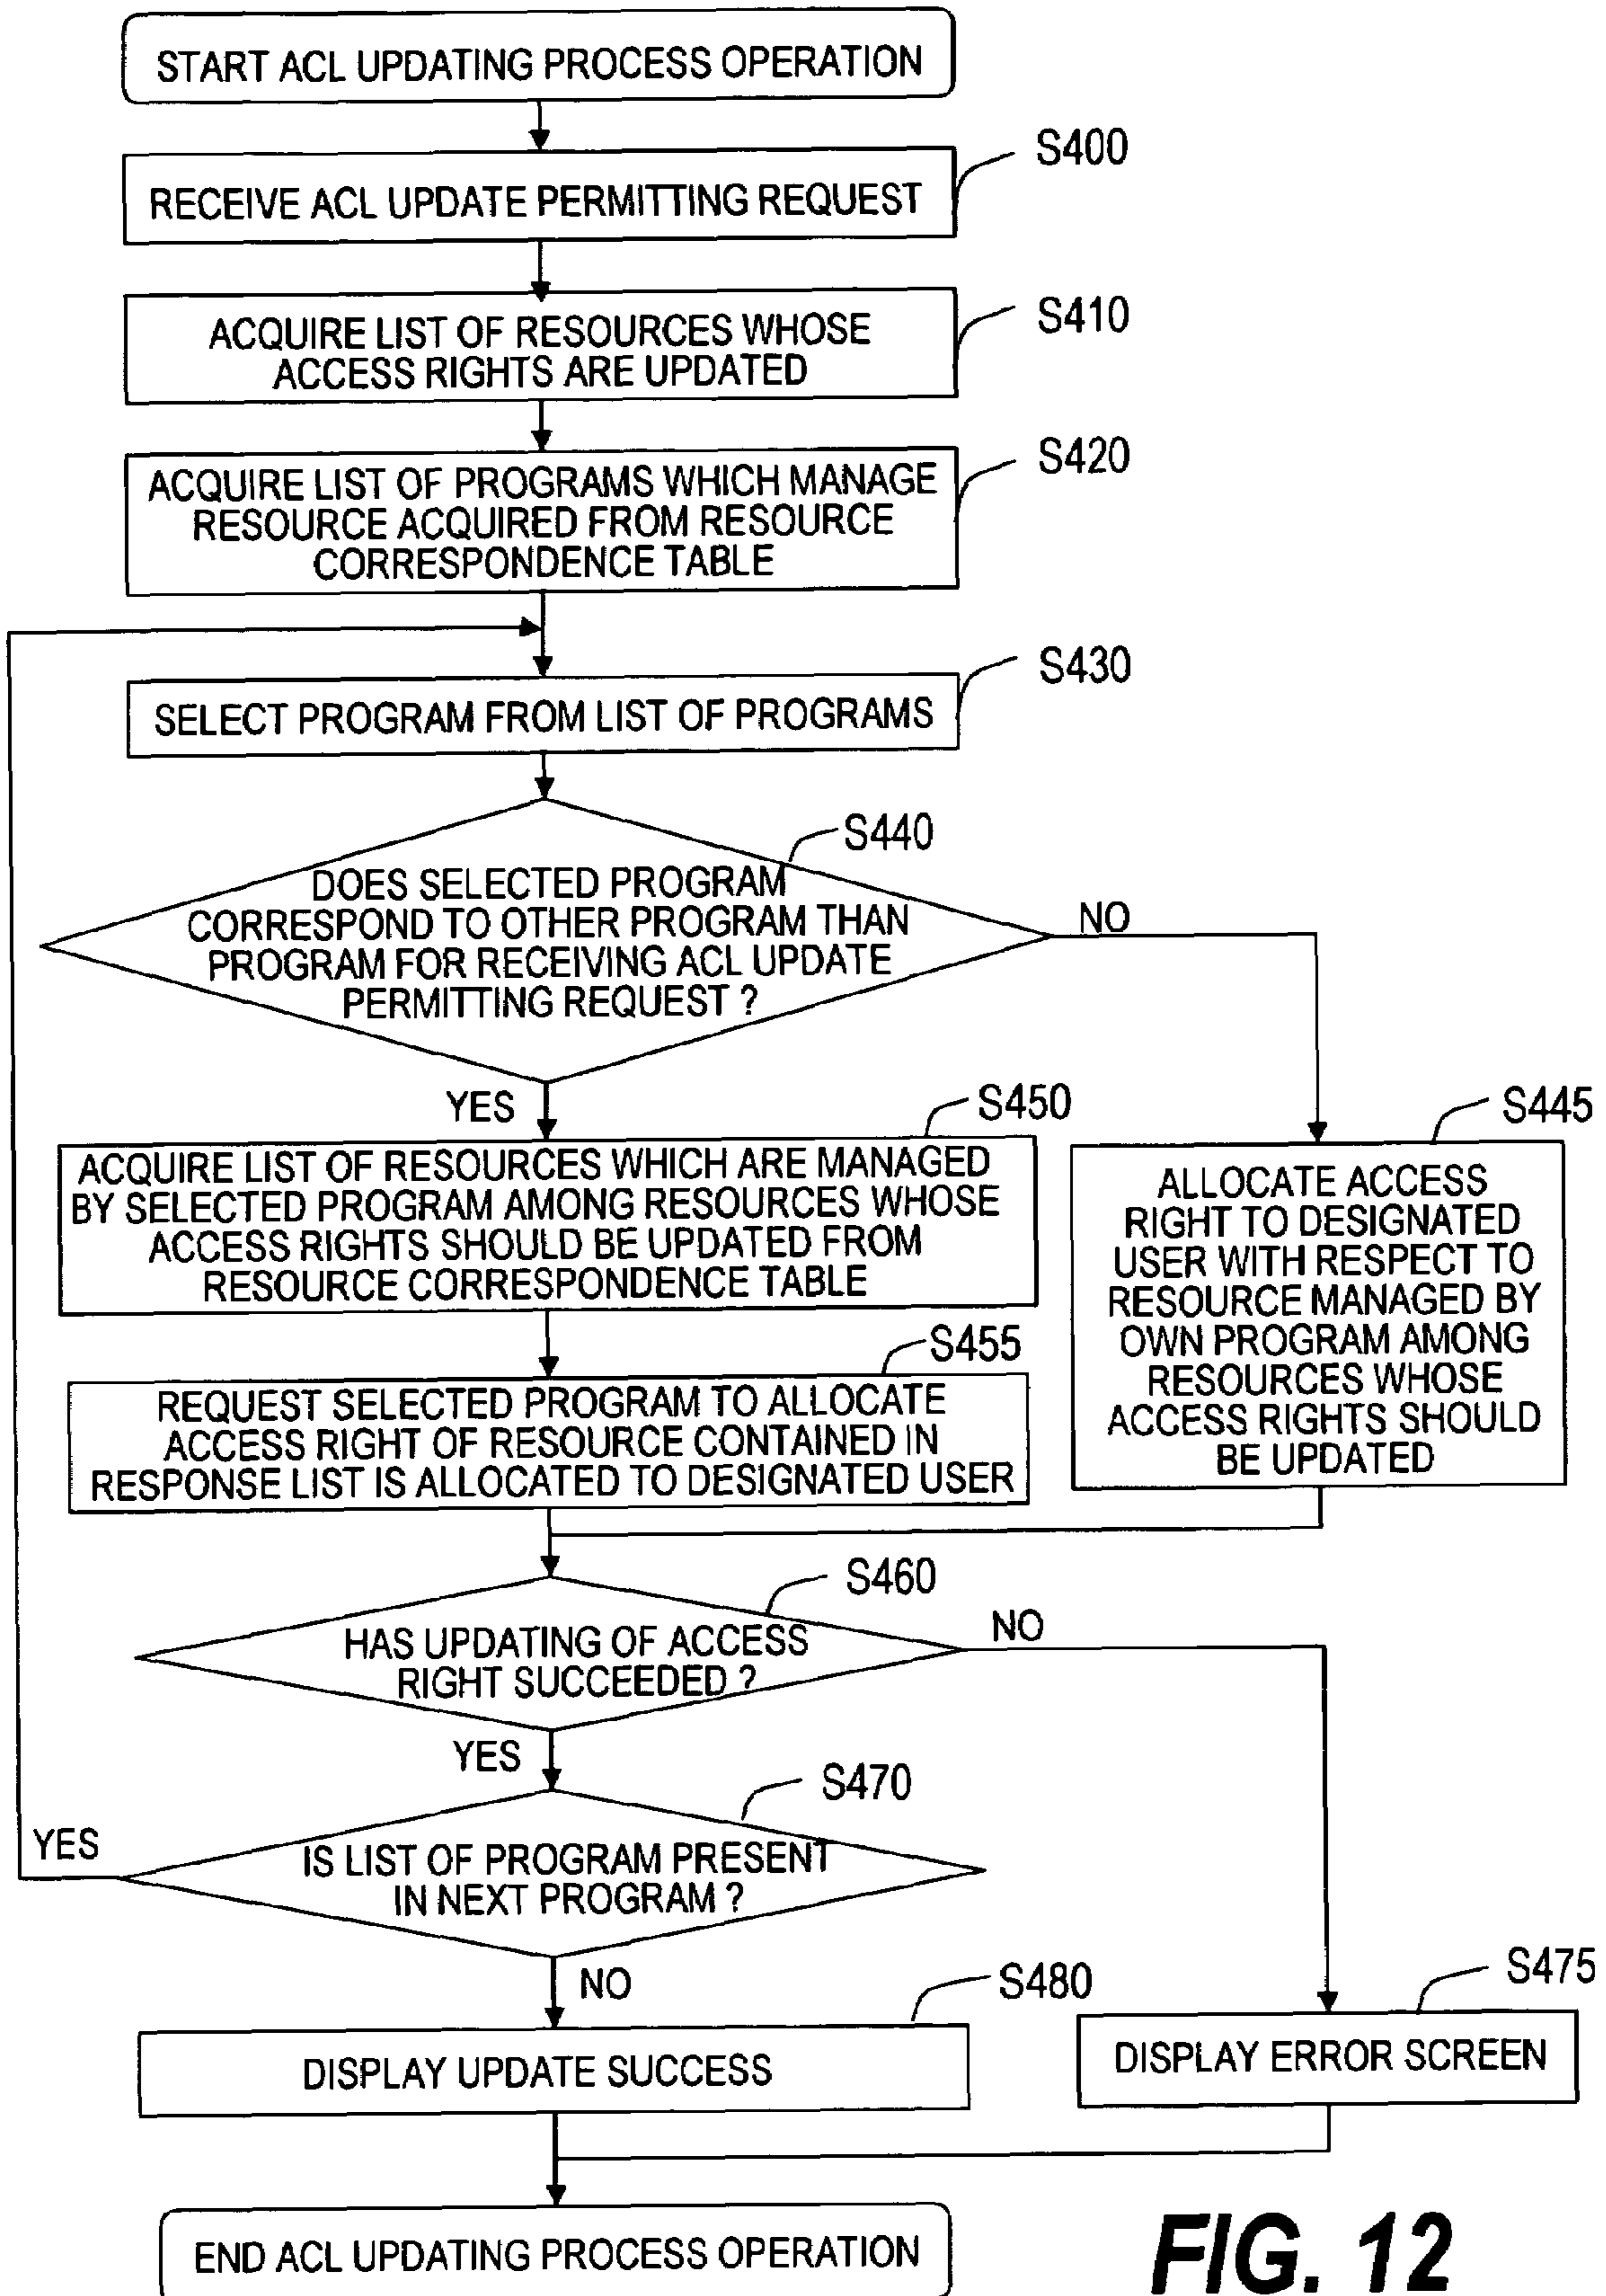 START ACL UPDATING PROCESS OPERATION
S400
RECEIVE ACL UPDATE PERMITTING REQUEST
S410
ACQUIRE LIST OF RESOURCES WHOSE
ACCESS RIGHTS ARE UPDATED
S420
ACQUIRE LIST OF PROGRAMS WHICH MANAGE
RESOURCE ACQUIRED FROM RESOURCE
CORRESPONDENCE TABLE
S430
SELECT PROGRAM FROM LIST OF PROGRAMS
S440
DOES SELECTED PROGRAM
CORRESPOND TO OTHER PROGRAM THAN
PROGRAM FOR RECEIVING ACL UPDATE
PERMITTING REQUEST ?
NO
YES
S450
ACQUIRE LIST OF RESOURCES WHICH ARE MANAGED
BY SELECTED PROGRAM AMONG RESOURCES WHOSE
ACCESS RIGHTS SHOULD BE UPDATED FROM
RESOURCE CORRESPONDENCE TABLE
S445
ALLOCATE ACCESS
RIGHT TO DESIGNATED
USER WITH RESPECT TO
RESOURCE MANAGED BY
OWN PROGRAM AMONG
RESOURCES WHOSE
ACCESS RIGHTS SHOULD
BE UPDATED
S455
REQUEST SELECTED PROGRAM TO ALLOCATE
ACCESS RIGHT OF RESOURCE CONTAINED IN
RESPONSE LIST IS ALLOCATED TO DESIGNATED USER
S460
HAS UPDATING OF ACCESS
RIGHT SUCCEEDED ?
NO
YES
S470
IS LIST OF PROGRAM PRESENT
IN NEXT PROGRAM ?
YES
NO
S480
DISPLAY UPDATE SUCCESS
S475
DISPLAY ERROR SCREEN
END ACL UPDATING PROCESS OPERATION
FIG. 12